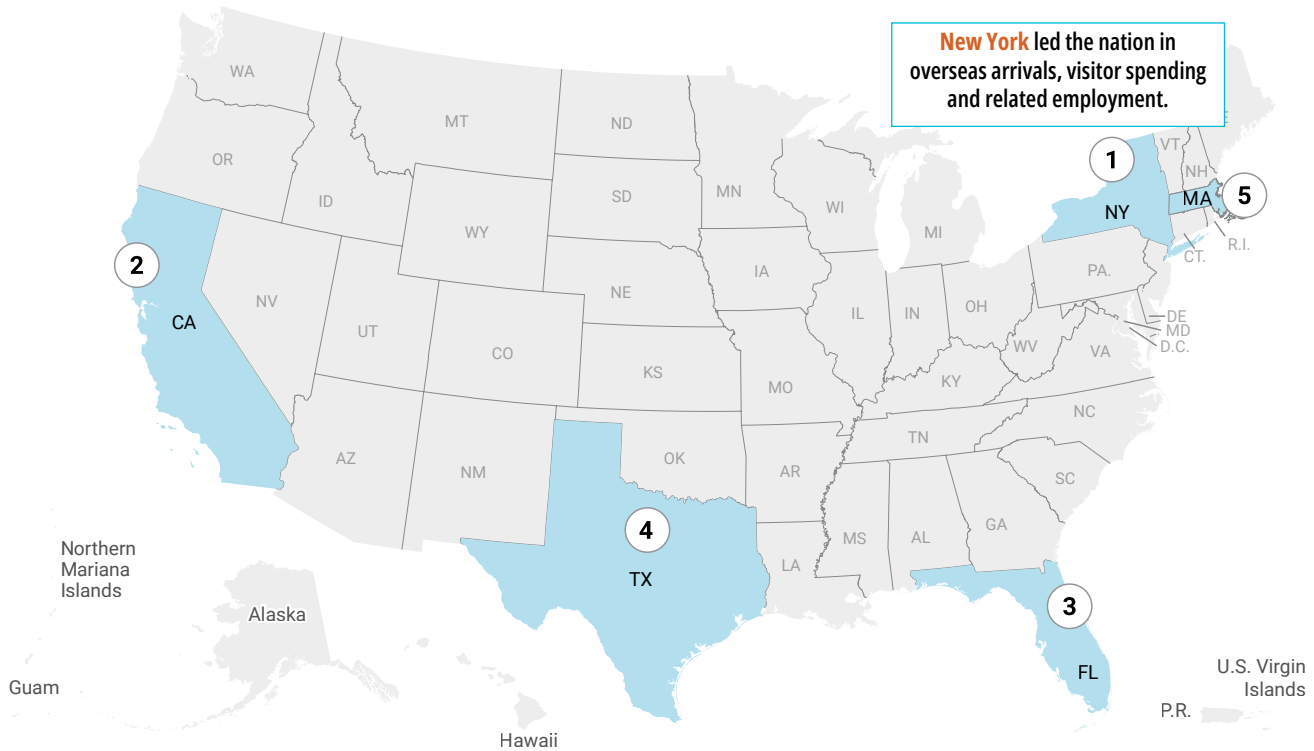 New York led the nation in
overseas arrivals, visitor spending
and related employment.
WA
MT
ND
OR
ID
SD
MN
WI
WY
MI
1
VT
NH
MA
5
NY
R.I.
CT.
2
CA
NV
UT
CO
NE
IA
IL
IN
OH
PA.
DE
MD
D.C.
WV
VA
KS
MO
KY
NC
TN
AZ
NM
OK
AR
SC
MS
AL
GA
LA
4
TX
3
FL
Northern
Mariana
Islands
Alaska
Guam
Hawaii
U.S. Virgin
Islands
P.R.